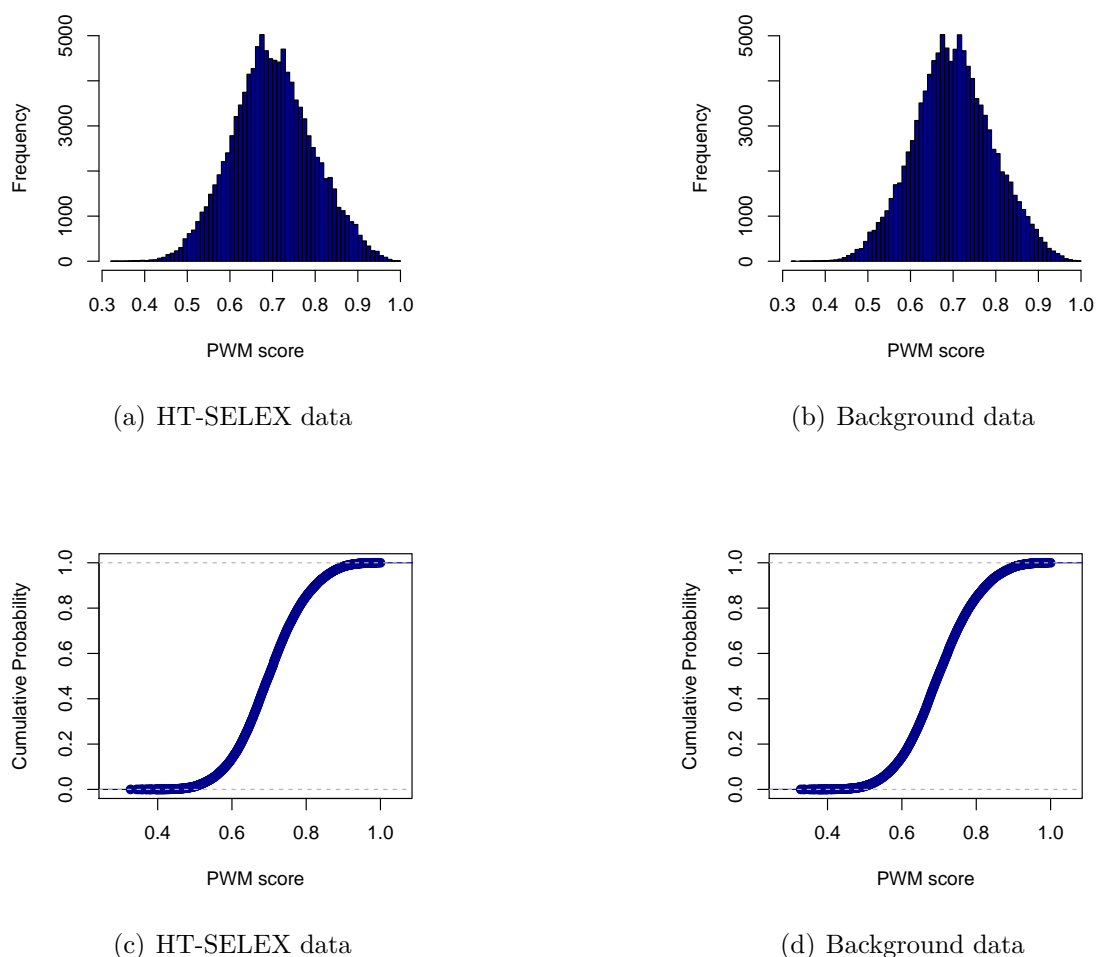 Frequency
0 1000 3000 5000
0.3 0.4 0.5 0.6 0.7 0.8 0.9 1.0
PWM score
(a) HT-SELEX data
Frequency
0 1000 3000 5000
0.3 0.4 0.5 0.6 0.7 0.8 0.9 1.0
PWM score
(b) Background data
Cumulative Probability
0.0 0.2 0.4 0.6 0.8 1.0
0.4 0.6 0.8 1.0
PWM score
(c) HT-SELEX data
Cumulative Probability
0.0 0.2 0.4 0.6 0.8 1.0
0.4 0.6 0.8 1.0
PWM score
(d) Background data